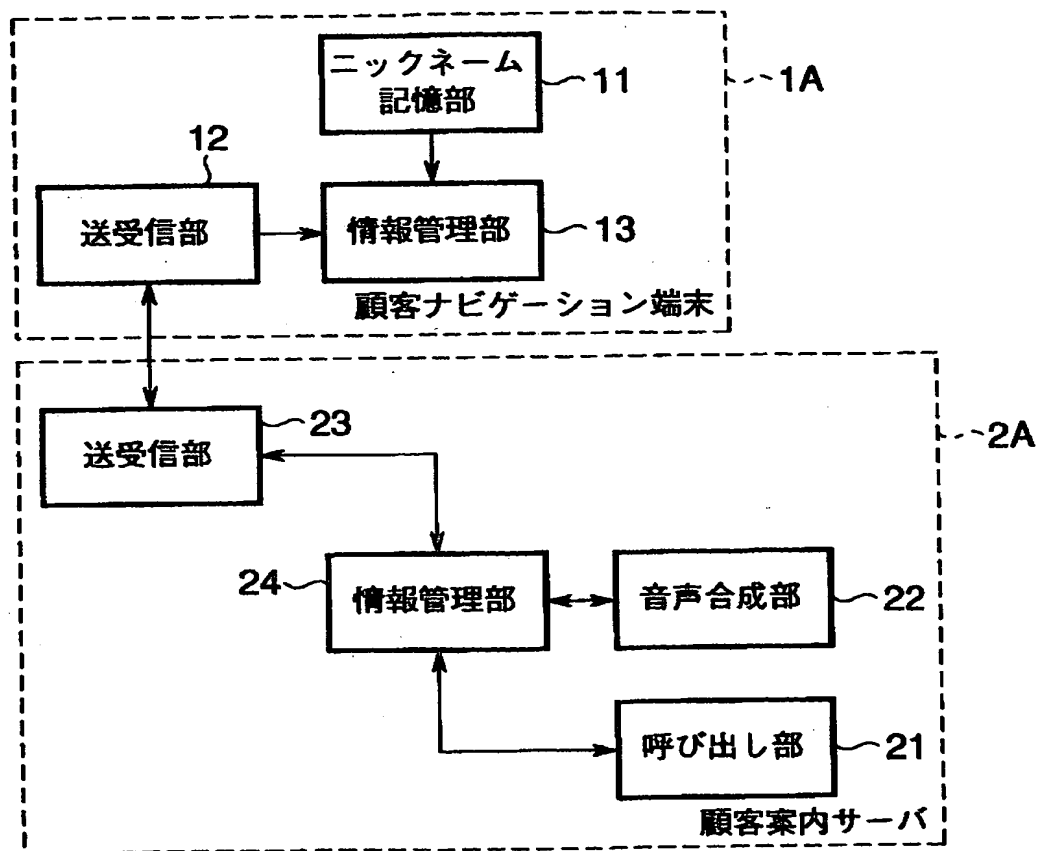 ニックネーム
記憶部
11
1A
12
送受信部
情報管理部
13
顧客ナビゲーション端末
23
送受信部
2A
24
情報管理部
音声合成部
22
呼び出し部
21
顧客案内サーバ